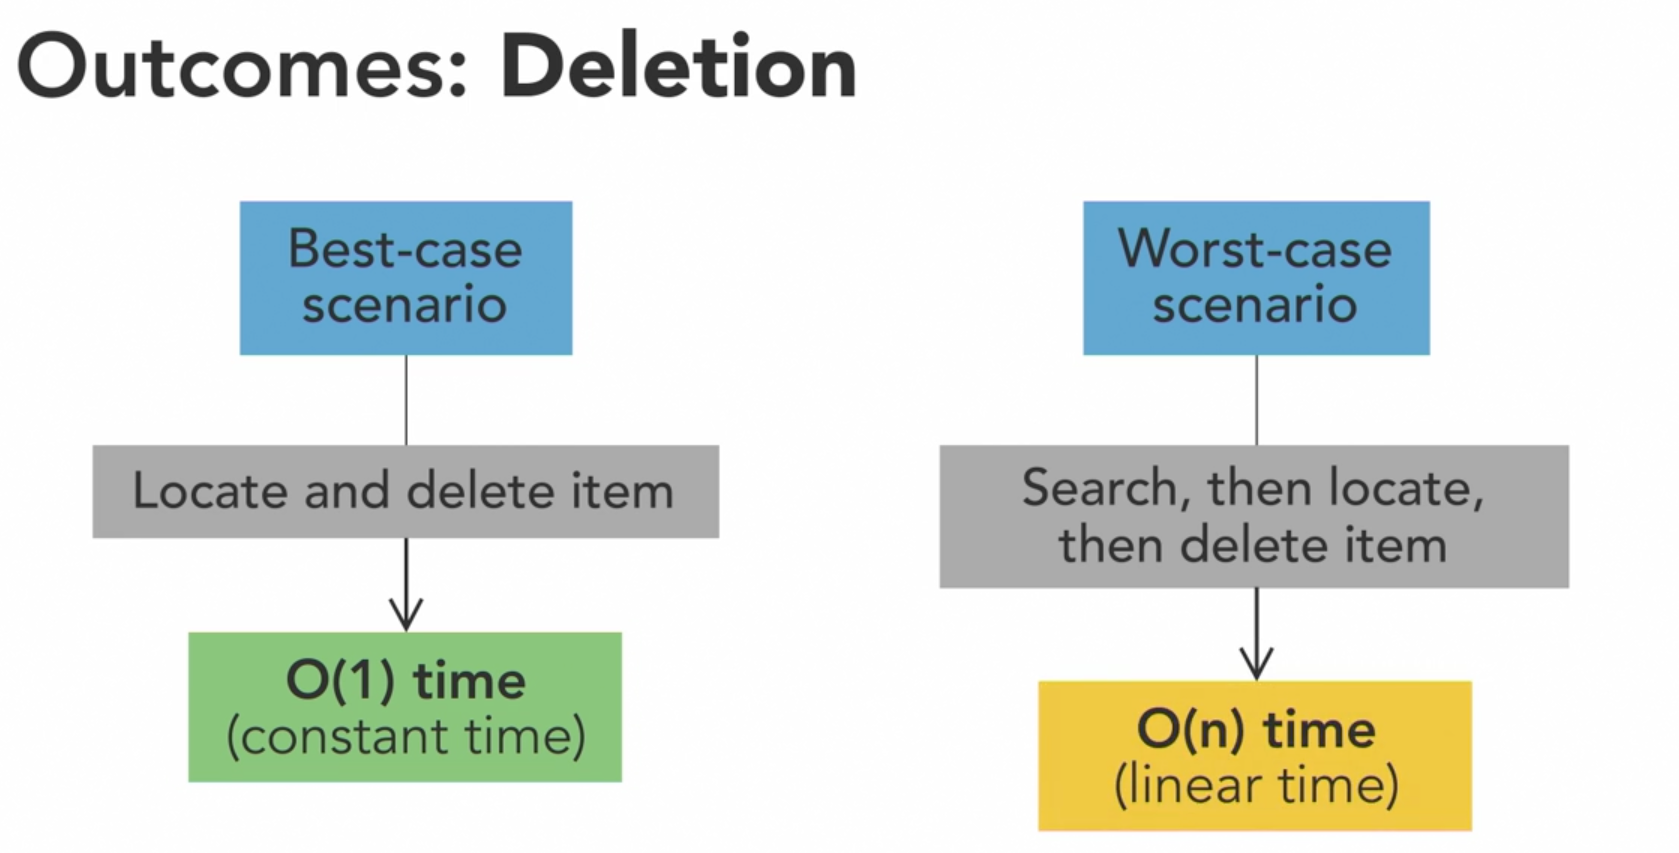 Outcomes: Deletion
Best-case
scenario
Locate and delete item
O(1) time
(constant time)
Worst-case
scenario
Search, then locate,
then delete item
O(n) time
(linear time)